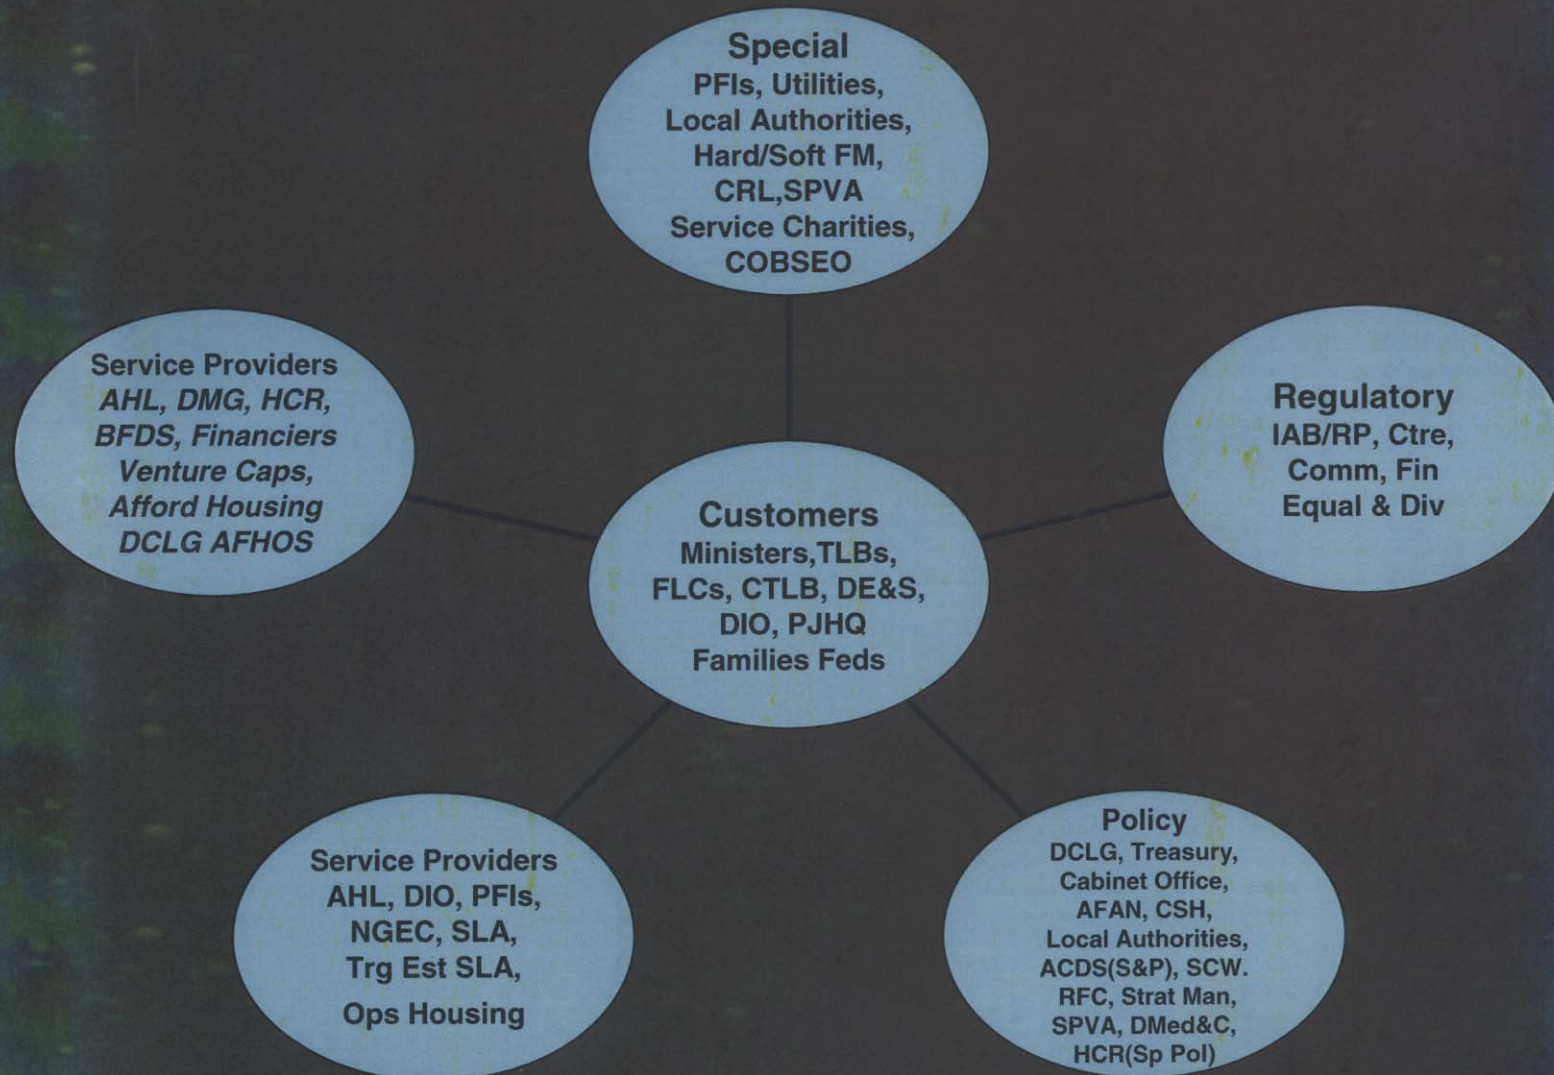 Special
PFIs, Utilities,
Local Authorities,
Hard/Soft FM,
CRL,SPVA
Service Charities,
COBSEO
Service Providers
AHL, DMG, HCR,
BFDS, Financiers
Venture Caps,
Afford Housing
DCLG AFHOS
Regulatory
IAB/RP, Ctre,
Comm, Fin
Equal & Div
Customers
Ministers,TLBs,
FLCs, CTLB, DE&S,
DIO, PJHQ
Families Feds
Service Providers
AHL, DIO, PFIs,
NGEC, SLA,
Trg Est SLA,
Ops Housing
Policy
DCLG, Treasury,
Cabinet Office,
AFAN, CSH,
Local Authorities,
ACDS(S&P), SCW.
RFC, Strat Man,
SPVA, DMed&C,
HCR(Sp Pol)